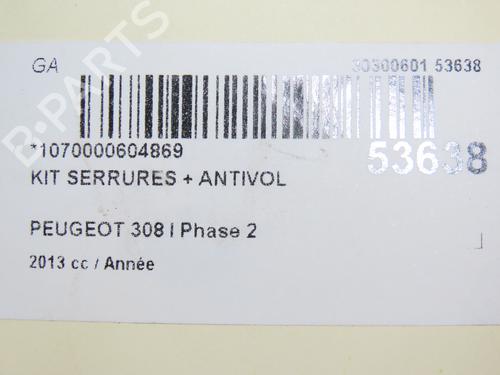 GA
30300601 53638
*1070000604869
53638
KIT SERRURES + ANTIVOL
PEUGEOT 308 I Phase 2
2013 cc / Année
B-PARTS